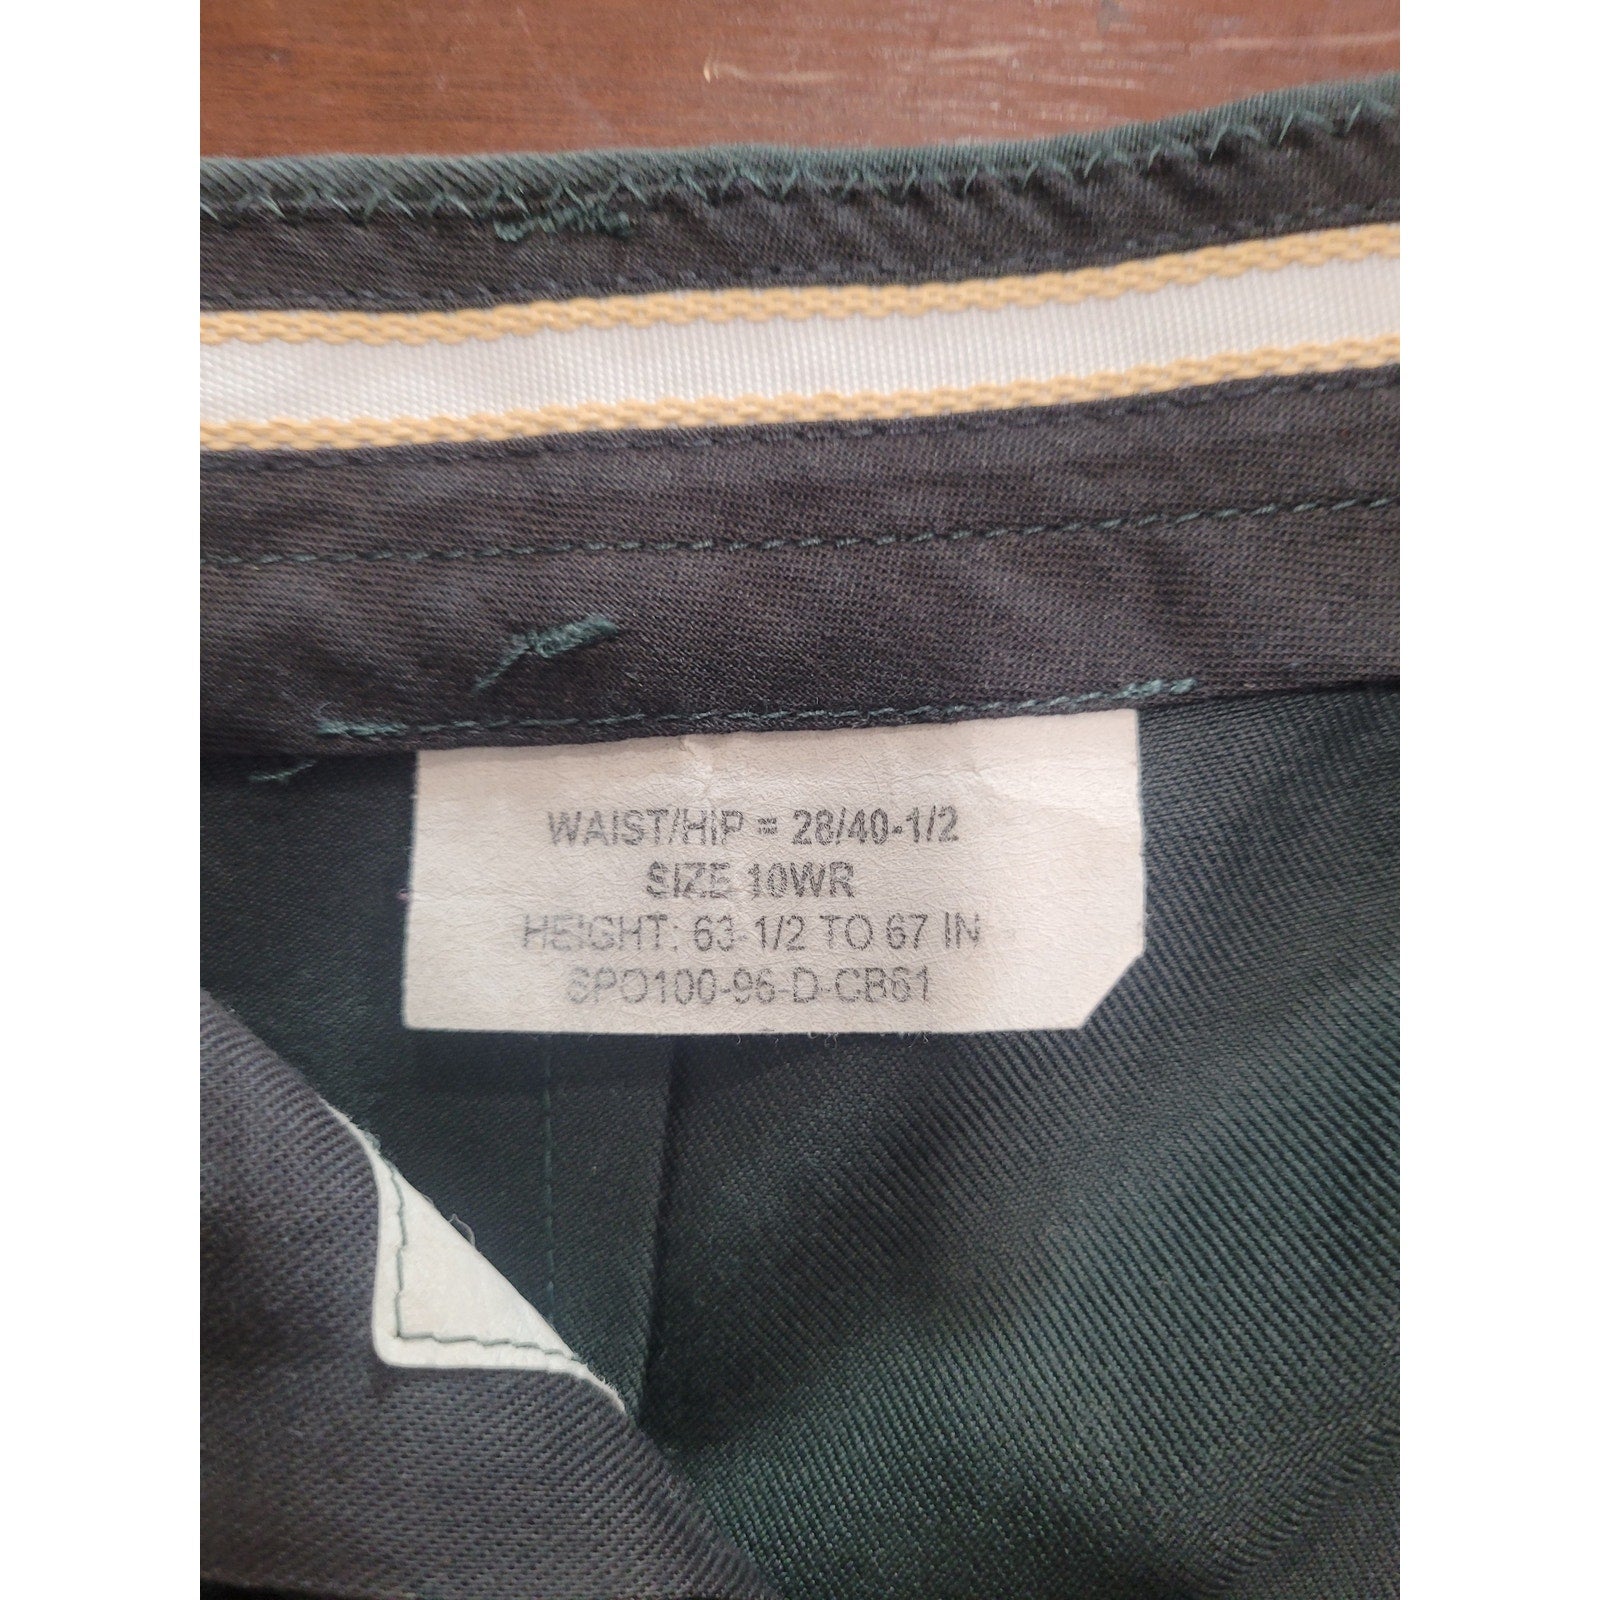 WAIST/HIP = 28/40-1/2
SIZE 10WR
HEIGHT: 63-1/2 TO 67 IN
SPO100-96-D-CB61